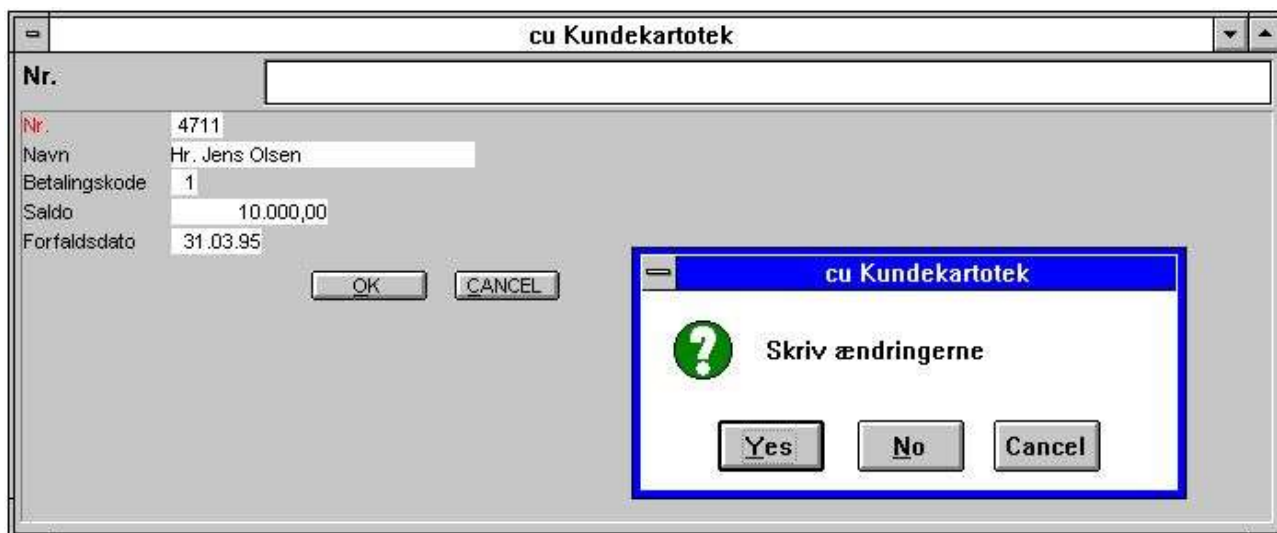 cu Kundekartotek
Nr.
Nr. 4711
Navn Hr. Jens Olsen
Betalingskode 1
Saldo 10.000,00
Forfaldsdato 31.03.95
OK CANCEL
cu Kundekartotek
Skriv ændringerne
Yes No Cancel